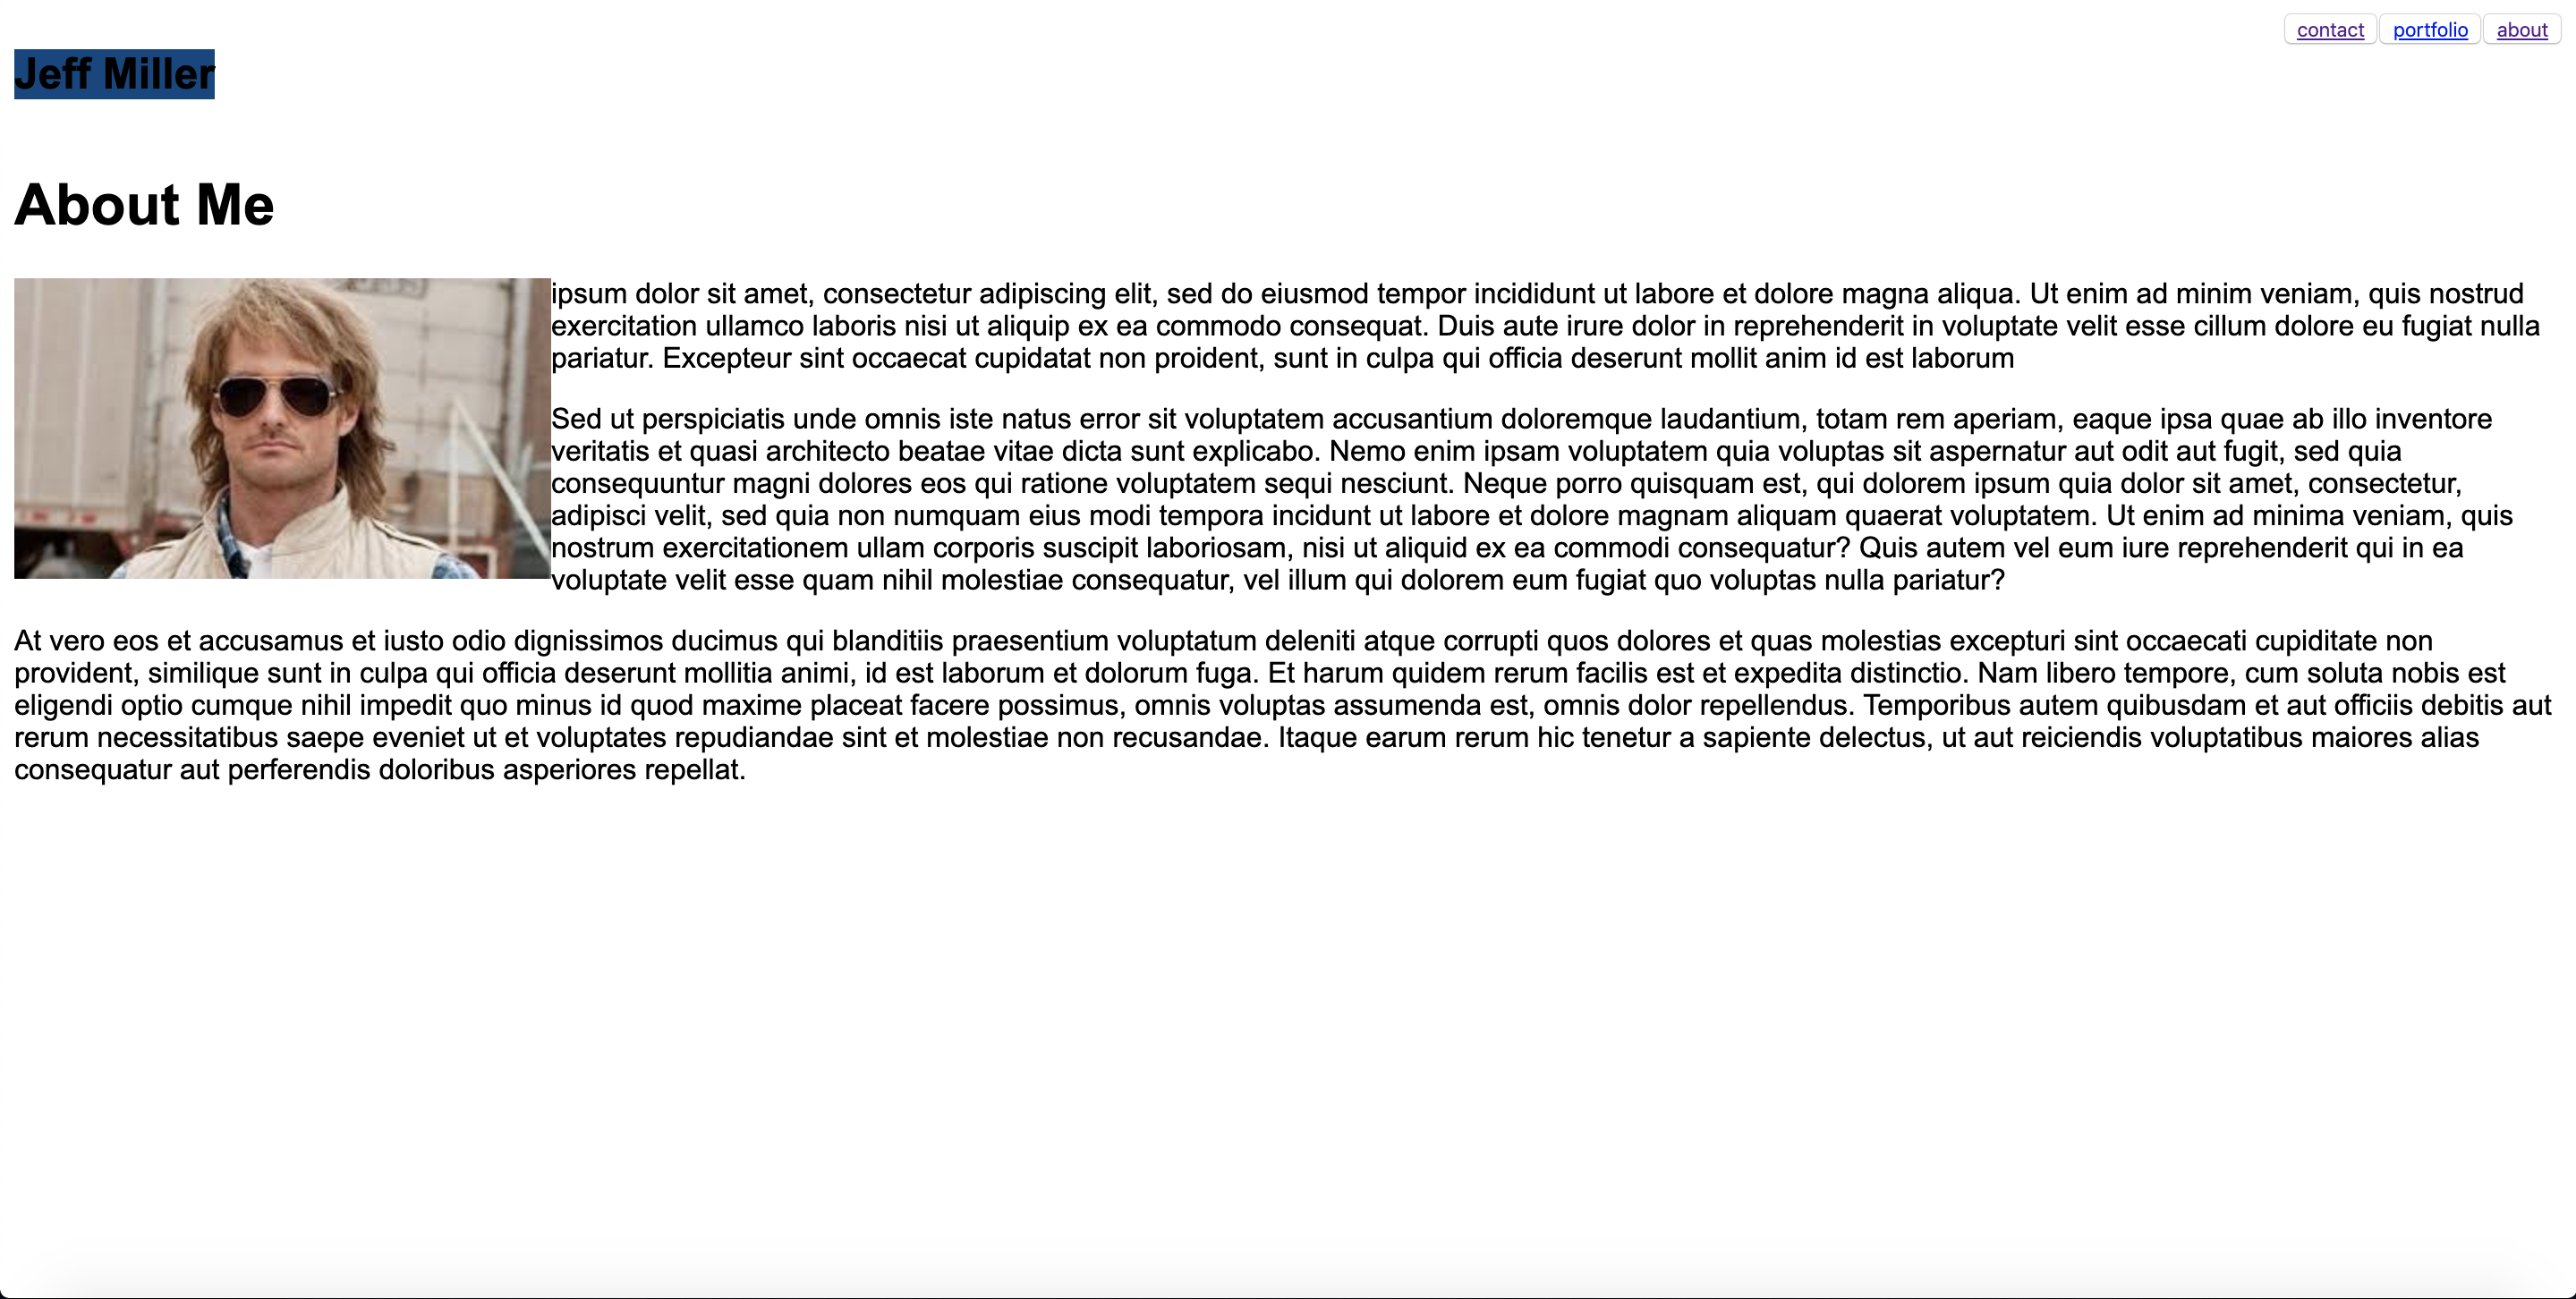 contact portfolio about
Jeff Miller
About Me
ipsum dolor sit amet, consectetur adipiscing elit, sed do eiusmod tempor incididunt ut labore et dolore magna aliqua. Ut enim ad minim veniam, quis nostrud
exercitation ullamco laboris nisi ut aliquip ex ea commodo consequat. Duis aute irure dolor in reprehenderit in voluptate velit esse cillum dolore eu fugiat nulla
pariatur. Excepteur sint occaecat cupidatat non proident, sunt in culpa qui officia deserunt mollit anim id est laborum
Sed ut perspiciatis unde omnis iste natus error sit voluptatem accusantium doloremque laudantium, totam rem aperiam, eaque ipsa quae ab illo inventore
veritatis et quasi architecto beatae vitae dicta sunt explicabo. Nemo enim ipsam voluptatem quia voluptas sit aspernatur aut odit aut fugit, sed quia
consequuntur magni dolores eos qui ratione voluptatem sequi nesciunt. Neque porro quisquam est, qui dolorem ipsum quia dolor sit amet, consectetur,
adipisci velit, sed quia non numquam eius modi tempora incidunt ut labore et dolore magnam aliquam quaerat voluptatem. Ut enim ad minima veniam, quis
nostrum exercitationem ullam corporis suscipit laboriosam, nisi ut aliquid ex ea commodi consequatur? Quis autem vel eum iure reprehenderit qui in ea
voluptate velit esse quam nihil molestiae consequatur, vel illum qui dolorem eum fugiat quo voluptas nulla pariatur?
At vero eos et accusamus et iusto odio dignissimos ducimus qui blanditiis praesentium voluptatum deleniti atque corrupti quos dolores et quas molestias excepturi sint occaecati cupiditate non
provident, similique sunt in culpa qui officia deserunt mollitia animi, id est laborum et dolorum fuga. Et harum quidem rerum facilis est et expedita distinctio. Nam libero tempore, cum soluta nobis est
eligendi optio cumque nihil impedit quo minus id quod maxime placeat facere possimus, omnis voluptas assumenda est, omnis dolor repellendus. Temporibus autem quibusdam et aut officiis debitis aut
rerum necessitatibus saepe eveniet ut et voluptates repudiandae sint et molestiae non recusandae. Itaque earum rerum hic tenetur a sapiente delectus, ut aut reiciendis voluptatibus maiores alias
consequatur aut perferendis doloribus asperiores repellat.